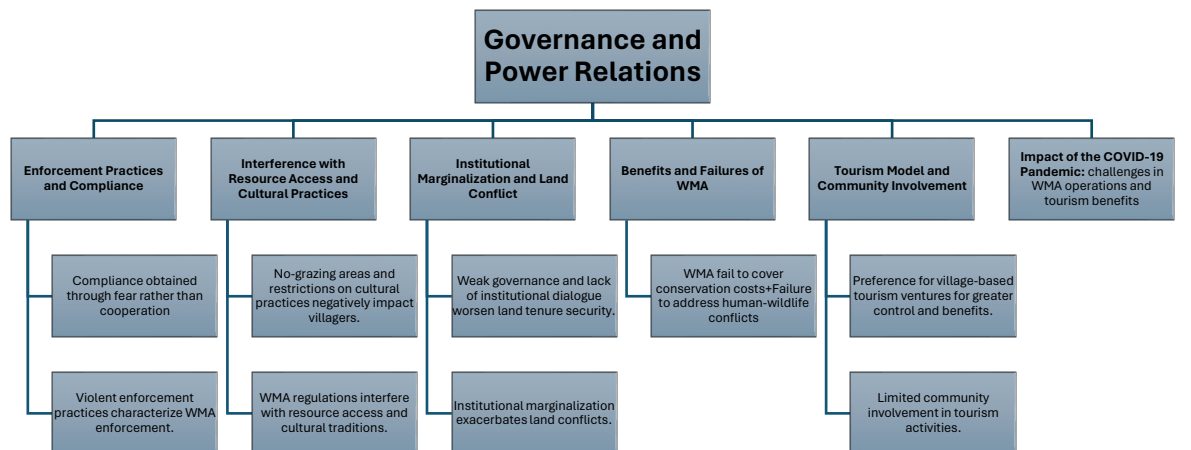 Governance and
Power Relations
Enforcement Practices
and Compliance
Interference with
Resource Access and
Cultural Practices
Institutional
Marginalization and Land
Conflict
Benefits and Failures of
WMA
Tourism Model and
Community Involvement
Impact of the COVID-19
Pandemic: challenges in
WMA operations and
tourism benefits
Compliance obtained
through fear rather than
cooperation
No-grazing areas and
restrictions on cultural
practices negatively impact
villagers.
Weak governance and lack
of institutional dialogue
worsen land tenure security.
WMA fail to cover
conservation costs+Failure
to address human-wildlife
conflicts
Preference for village-based
tourism ventures for greater
control and benefits.
Violent enforcement
practices characterize WMA
enforcement.
WMA regulations interfere
with resource access and
cultural traditions.
Institutional marginalization
exacerbates land conflicts.
Limited community
involvement in tourism
activities.